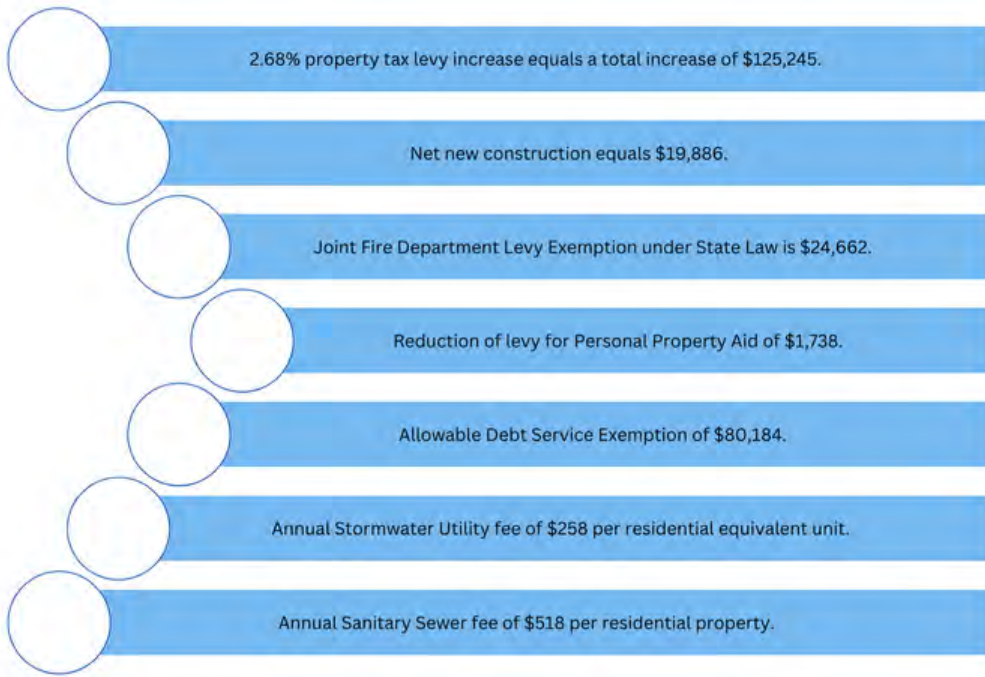 2.68% property tax levy increase equals a total increase of $125,245.
Net new construction equals $19,886.
Joint Fire Department Levy Exemption under State Law is $24,662.
Reduction of levy for Personal Property Aid of $1,738.
Allowable Debt Service Exemption of $80,184.
Annual Stormwater Utility fee of $258 per residential equivalent unit.
Annual Sanitary Sewer fee of $518 per residential property.